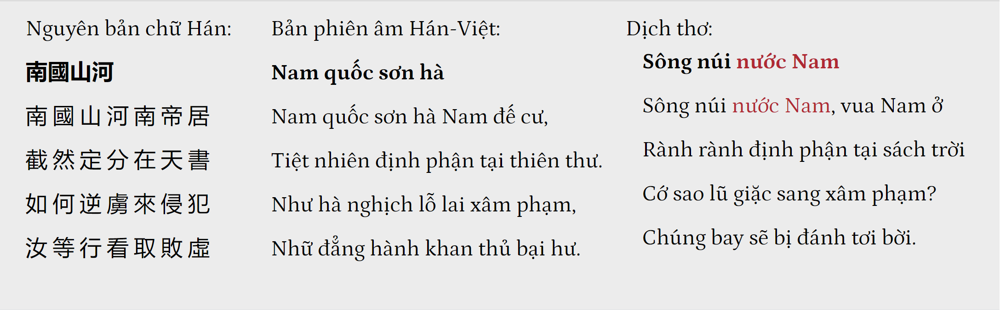 Nguyên bản chữ Hán:
南國山河
南國山河南帝居
截然定分在天書
如何逆虜來侵犯
汝等行看取敗虛
Bản phiên âm Hán-Việt:
Nam quốc sơn hà
Nam quốc sơn hà Nam đế cư,
Tiệt nhiên định phận tại thiên thư.
Như hà nghịch lỗ lai xâm phạm,
Nhữ đẳng hành khan thủ bại hư.
Dịch thơ:
Sông núi nước Nam
Sông núi nước Nam, vua Nam ở
Rành rành định phận tại sách trời
Cớ sao lũ giặc sang xâm phạm?
Chúng bay sẽ bị đánh tơi bời.